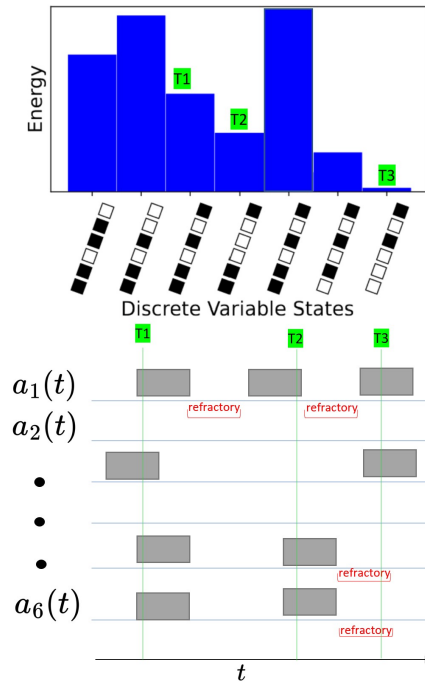 Energy
T1
T2
T3
Discrete Variable States
T1 T2 T3
a₁(t)
refractory refractory
a₂(t)
refractory
a₆(t)
refractory
t